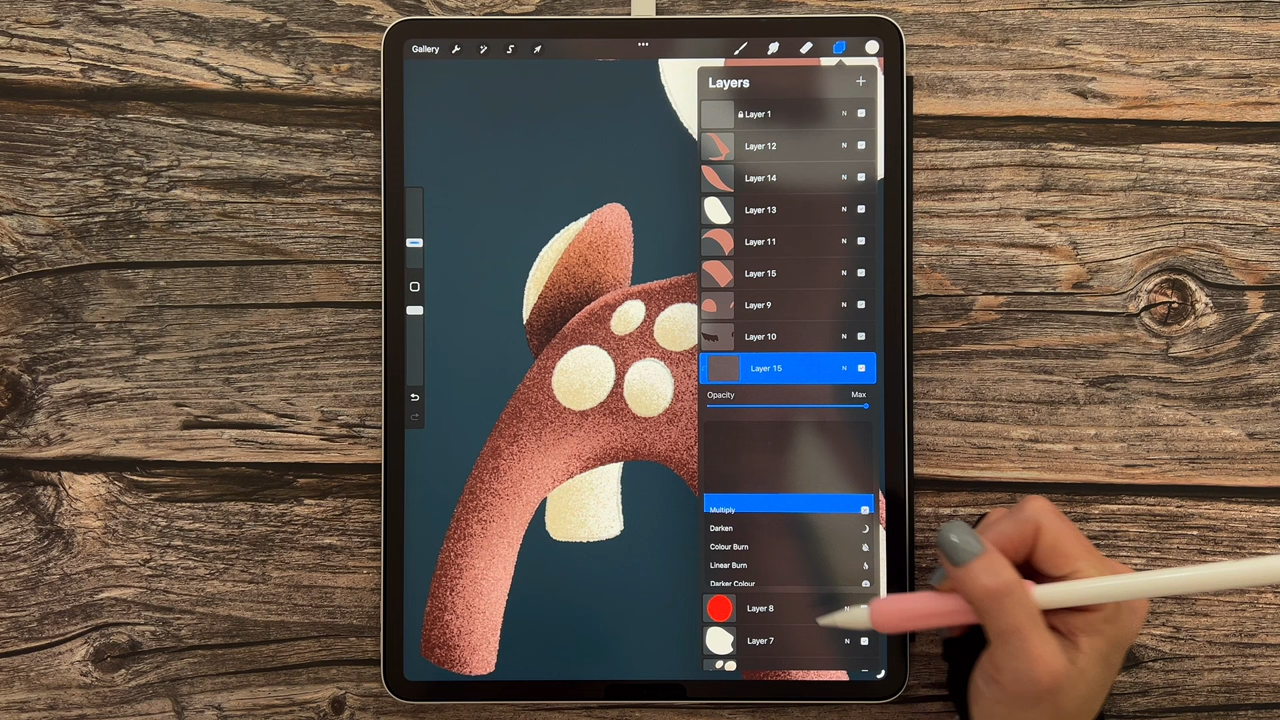 Gallery
Layers
Layer 1 N
Layer 12 N
Layer 14 N
Layer 13 N
Layer 11 N
Layer 15 N
Layer 9 N
Layer 10 N
Layer 15 N
Opacity Max
Multiply
Darken
Colour Burn
Linear Burn
Darker Colour
Layer 8 N
Layer 7 N